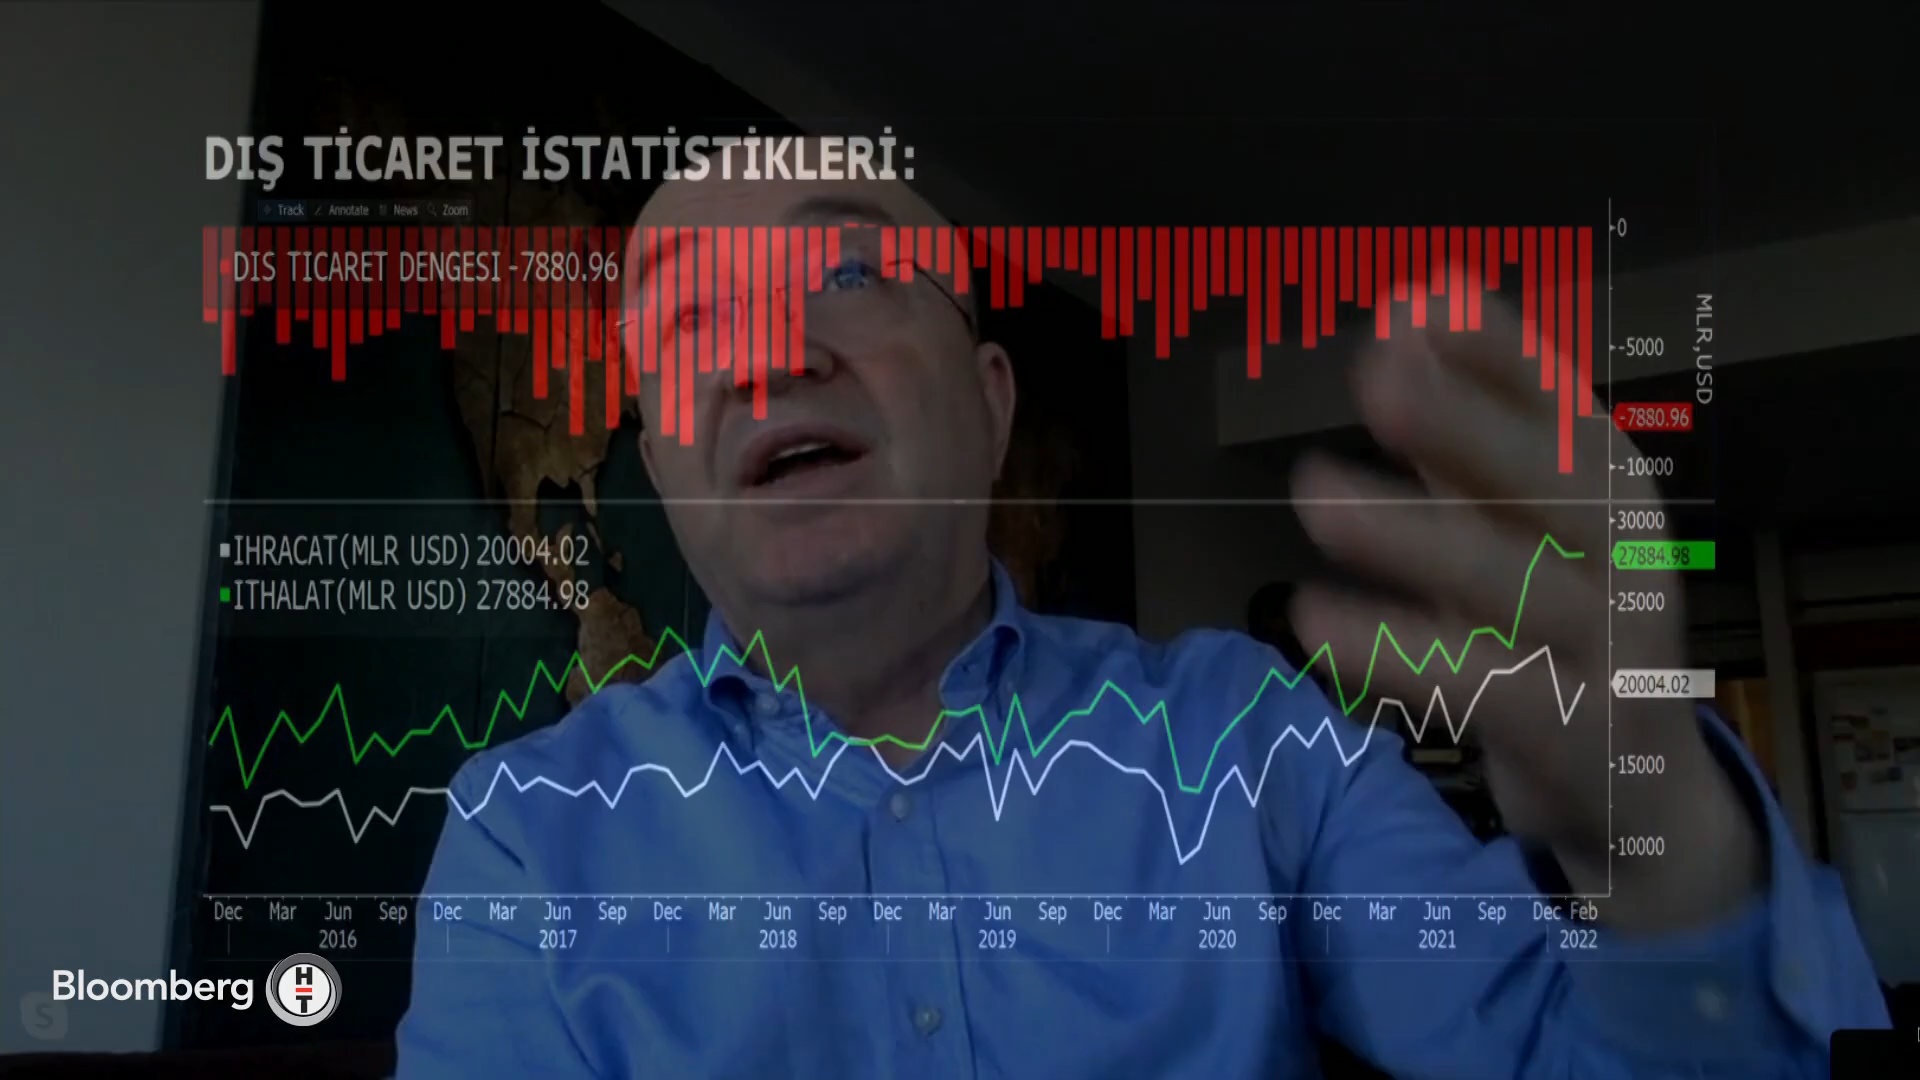 DIŞ TİCARET İSTATİSTİKLERİ:
Track Annotate News Zoom
DIS TICARET DENGESI -7880.96
0
-5000
MLR,USD
-7880.96
-10000
IHRACAT(MLR USD) 20004.02
ITHALAT(MLR USD) 27884.98
30000
27884.98
25000
20004.02
15000
10000
Dec Mar Jun Sep Dec Mar Jun Sep Dec Mar Jun Sep Dec Mar Jun Sep Dec Mar Jun Sep Dec Mar Jun Sep Dec Feb
2016 2017 2018 2019 2020 2021 2022
Bloomberg HT
S